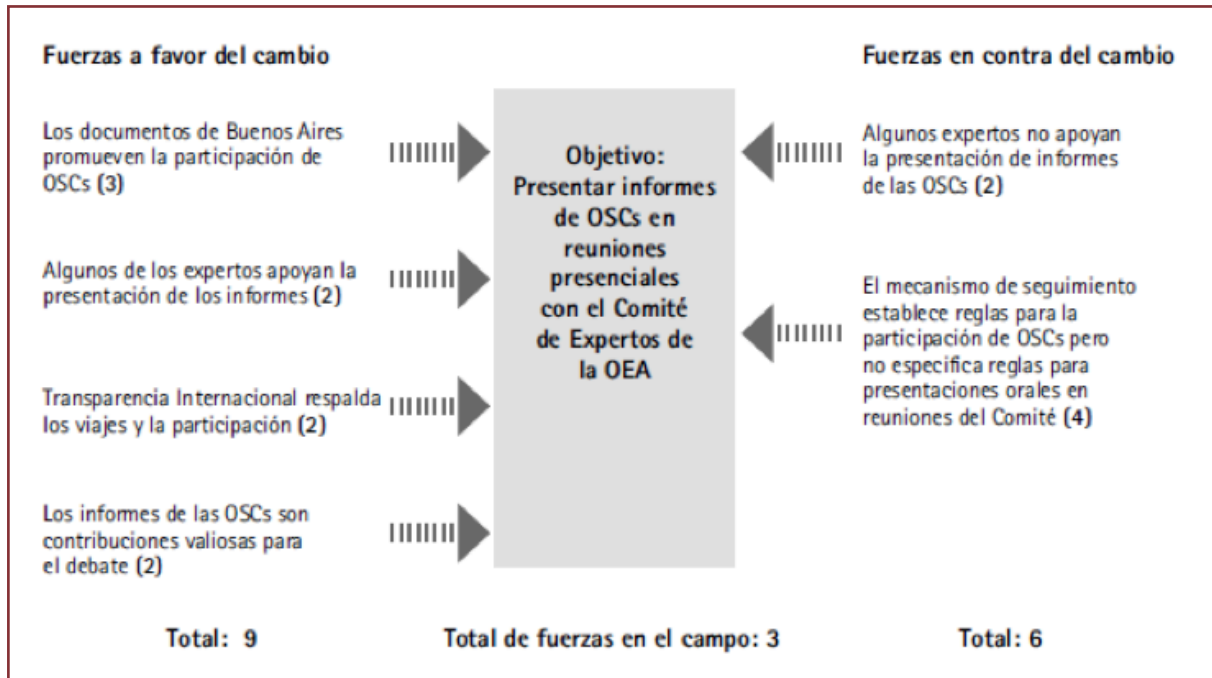 Fuerzas a favor del cambio
Los documentos de Buenos Aires
promueven la participación de
OSCs (3)
Algunos de los expertos apoyan la
presentación de los informes (2)
Transparencia Internacional respalda
los viajes y la participación (2)
Los informes de las OSCs son
contribuciones valiosas para
el debate (2)
Total: 9
Objetivo:
Presentar informes
de OSCs en
reuniones
presenciales
con el Comité
de Expertos de
la OEA
Total de fuerzas en el campo: 3
Fuerzas en contra del cambio
Algunos expertos no apoyan
la presentación de informes
de las OSCs (2)
El mecanismo de seguimiento
establece reglas para la
participación de OSCs pero
no especifica reglas para
presentaciones orales en
reuniones del Comité (4)
Total: 6